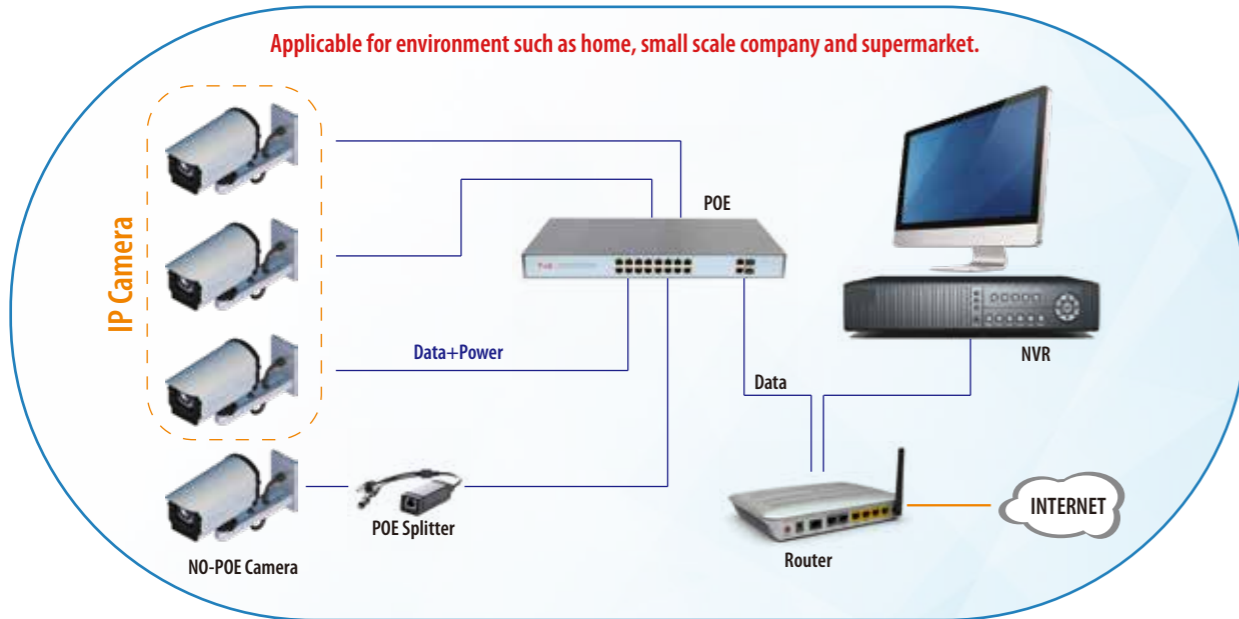 Applicable for environment such as home, small scale company and supermarket.
IP Camera
POE
Data+Power
Data
NVR
POE Splitter
NO-POE Camera
Router
INTERNET